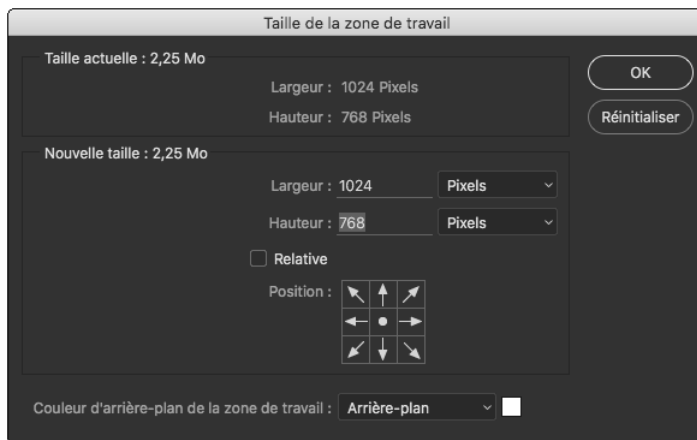 Taille de la zone de travail
Taille actuelle : 2,25 Mo
Largeur : 1024 Pixels
Hauteur : 768 Pixels
OK
Réinitialiser
Nouvelle taille : 2,25 Mo
Largeur : 1024 Pixels
Hauteur : 768 Pixels
Relative
Position :
Couleur d'arrière-plan de la zone de travail : Arrière-plan